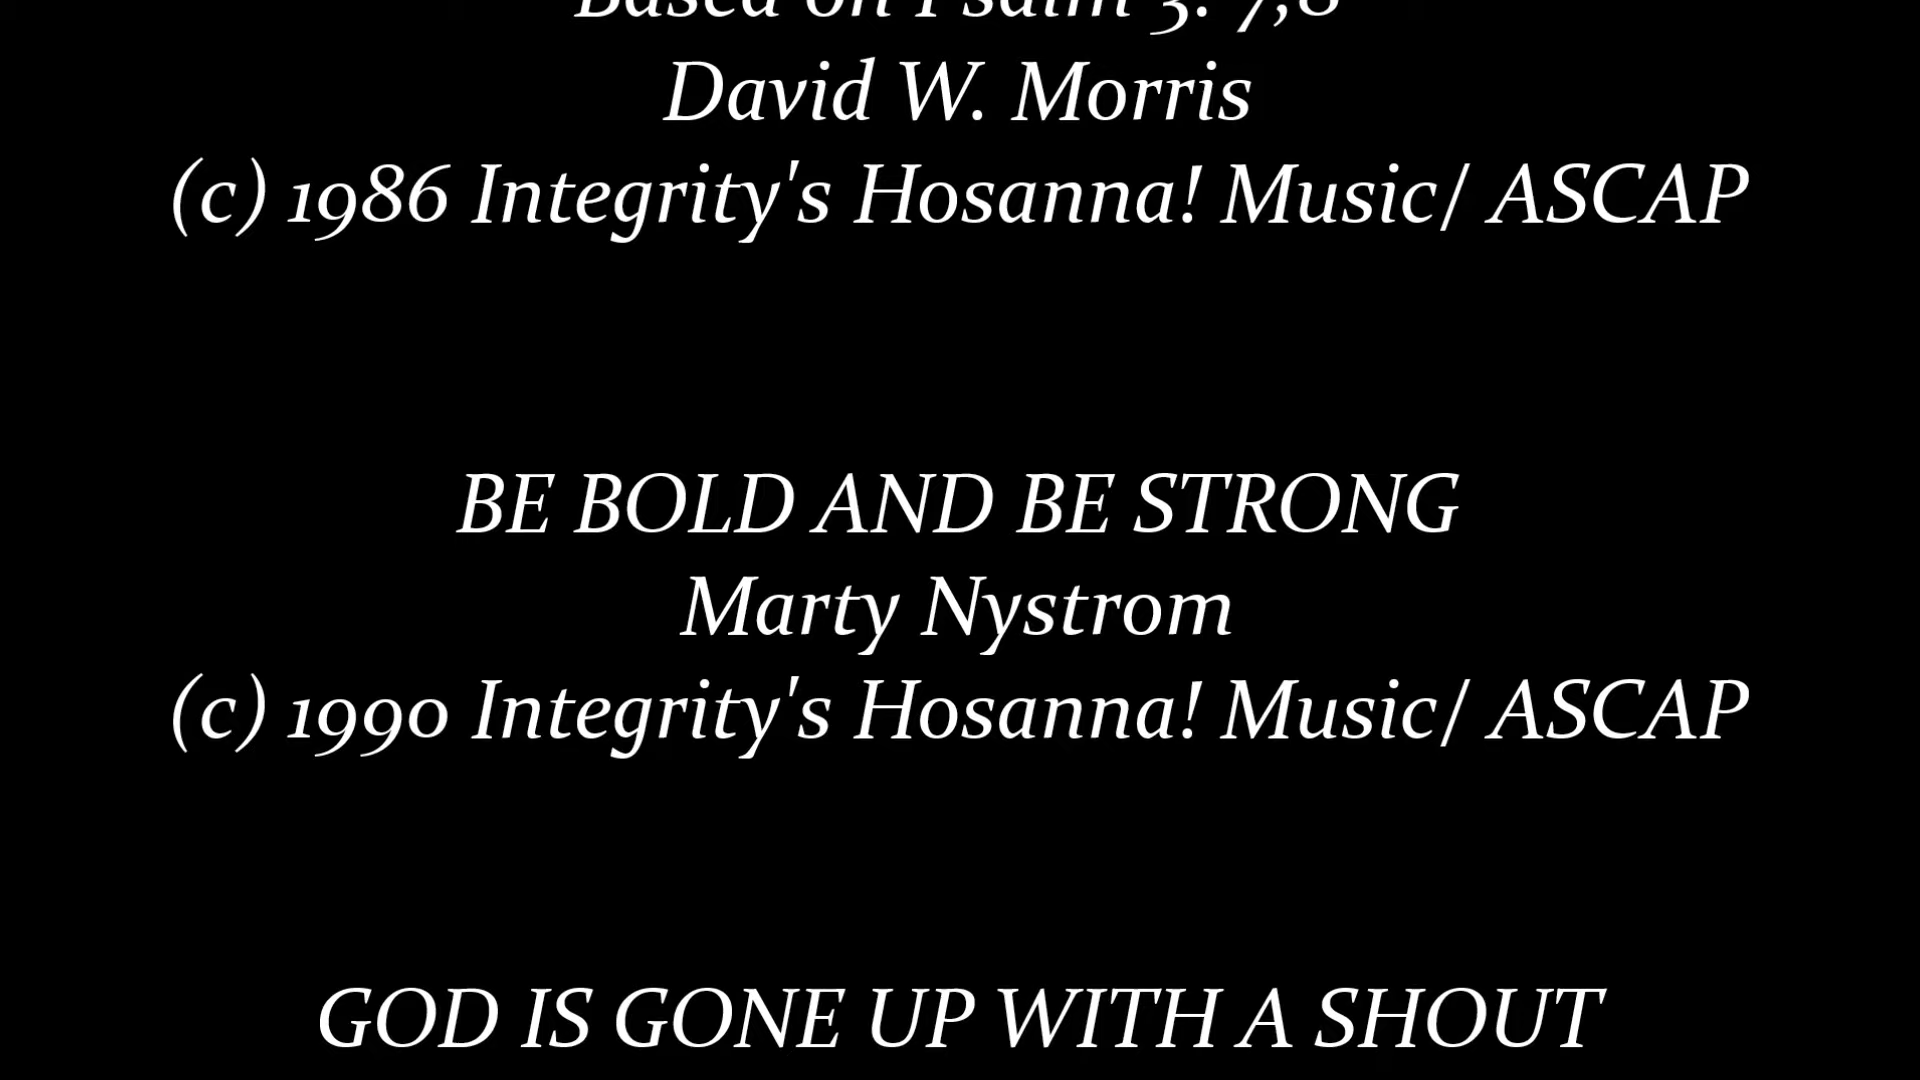 Based on Psalm 3: 7,8
David W. Morris
(c) 1986 Integrity's Hosanna! Music/ ASCAP
BE BOLD AND BE STRONG
Marty Nystrom
(c) 1990 Integrity's Hosanna! Music/ ASCAP
GOD IS GONE UP WITH A SHOUT